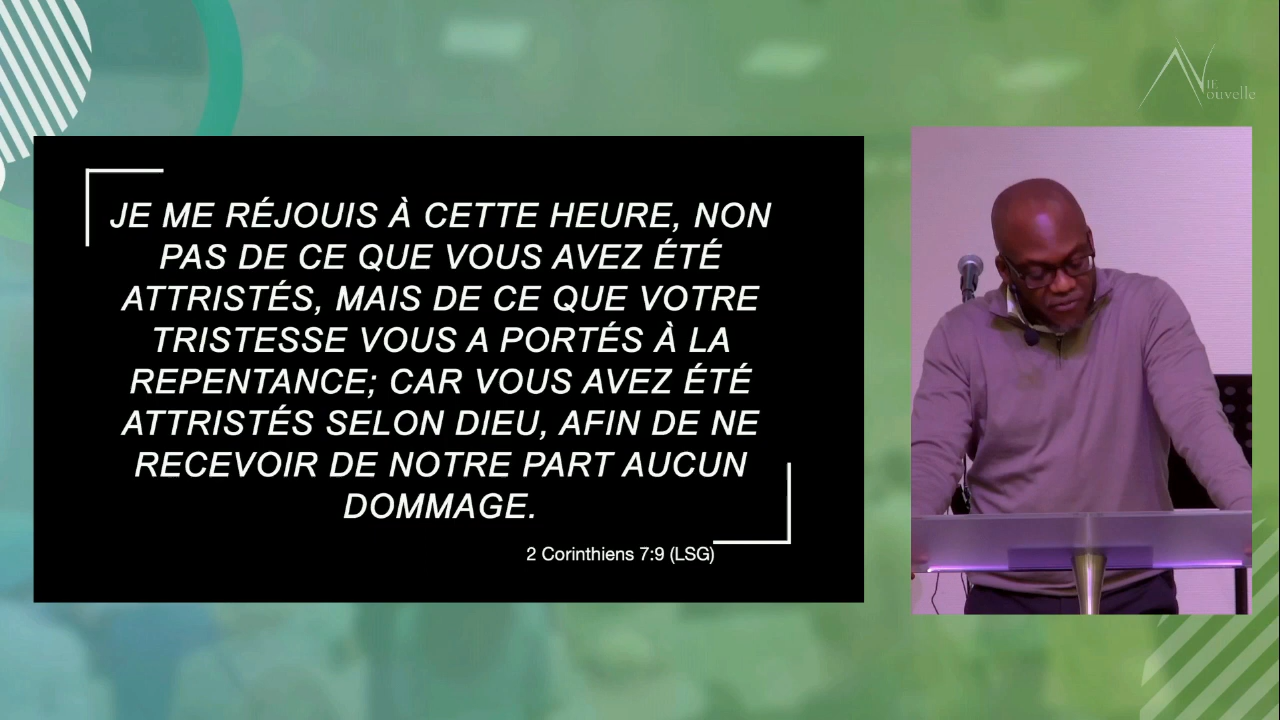 VIE
Nouvelle
JE ME RÉJOUIS À CETTE HEURE, NON
PAS DE CE QUE VOUS AVEZ ÉTÉ
ATTRISTÉS, MAIS DE CE QUE VOTRE
TRISTESSE VOUS A PORTÉS À LA
REPENTANCE; CAR VOUS AVEZ ÉTÉ
ATTRISTÉS SELON DIEU, AFIN DE NE
RECEVOIR DE NOTRE PART AUCUN
DOMMAGE.
2 Corinthiens 7:9 (LSG)